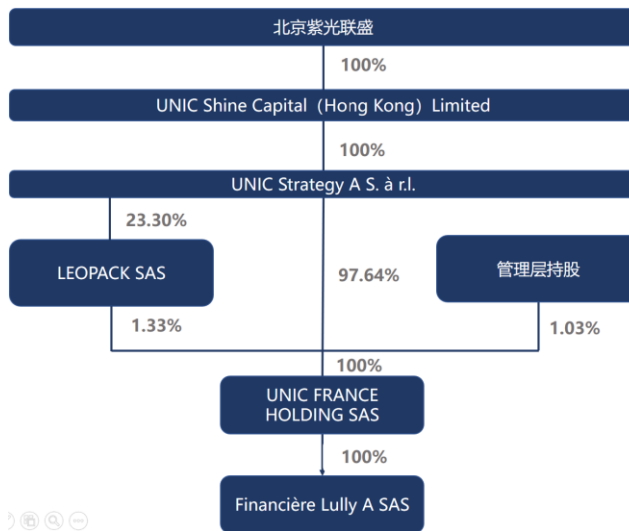 北京紫光联盛
100%
UNIC Shine Capital（Hong Kong）Limited
100%
UNIC Strategy A S. à r.l.
23.30%
LEOPACK SAS
97.64%
管理层持股
1.33%
1.03%
100%
UNIC FRANCE
HOLDING SAS
100%
Financière Lully A SAS